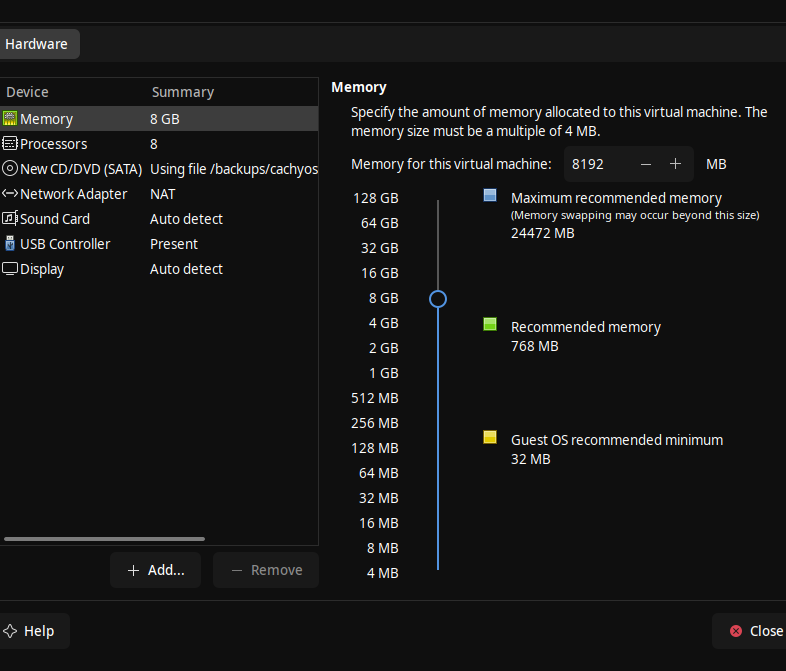 Hardware
Device Summary
Memory 8 GB
Processors 8
New CD/DVD (SATA) Using file /backups/cachyos
Network Adapter NAT
Sound Card Auto detect
USB Controller Present
Display Auto detect
Add...
Remove
Memory
Specify the amount of memory allocated to this virtual machine. The
memory size must be a multiple of 4 MB.
Memory for this virtual machine: 8192 MB
128 GB
64 GB
32 GB
16 GB
8 GB
4 GB
2 GB
1 GB
512 MB
256 MB
128 MB
64 MB
32 MB
16 MB
8 MB
4 MB
Maximum recommended memory
(Memory swapping may occur beyond this size)
24472 MB
Recommended memory
768 MB
Guest OS recommended minimum
32 MB
Help
Close